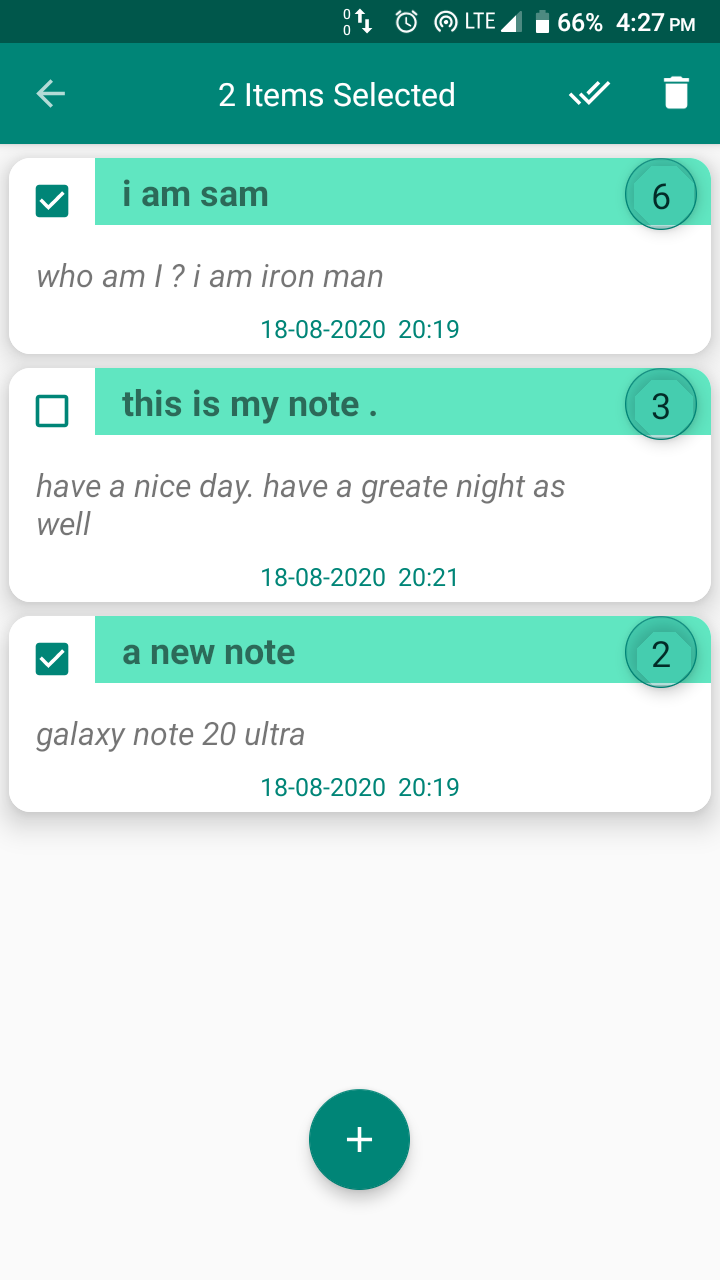 0
0
LTE 66% 4:27 PM
2 Items Selected
i am sam 6
who am I ? i am iron man
18-08-2020 20:19
this is my note . 3
have a nice day. have a greate night as
well
18-08-2020 20:21
a new note 2
galaxy note 20 ultra
18-08-2020 20:19
+